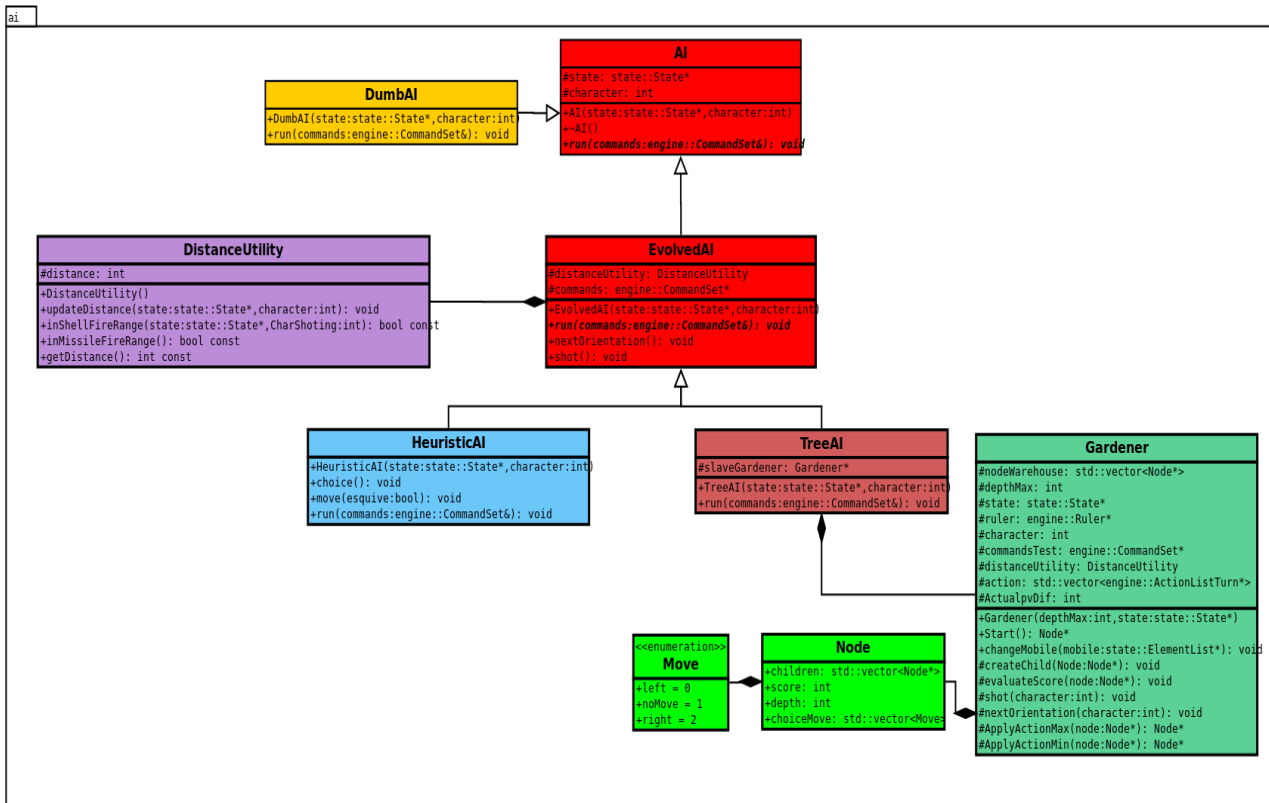 ai
AI
#state: state::State*
#character: int
+AI(state:state::State*,character:int)
+~AI()
+run(commands:engine::CommandSet&): void
DumbAI
+DumbAI(state:state::State*,character:int)
+run(commands:engine::CommandSet&): void
DistanceUtility
#distance: int
+DistanceUtility()
+updateDistance(state:state::State*,character:int): void
+inShellFireRange(state:state::State*,CharShoting:int): bool const
+inMissileFireRange(): bool const
+getDistance(): int const
EvolvedAI
#distanceUtility: DistanceUtility
#commands: engine::CommandSet*
+EvolvedAI(state:state::State*,character:int)
+run(commands:engine::CommandSet&): void
+nextOrientation(): void
+shot(): void
HeuristicAI
+HeuristicAI(state:state::State*,character:int)
+choice(): void
+move(esquive:bool): void
+run(commands:engine::CommandSet&): void
TreeAI
#slaveGardener: Gardener*
+TreeAI(state:state::State*,character:int)
+run(commands:engine::CommandSet&): void
Gardener
#nodeWarehouse: std::vector<Node*>
#depthMax: int
#state: state::State*
#ruler: engine::Ruler*
#character: int
#commandsTest: engine::CommandSet*
#distanceUtility: DistanceUtility
#action: std::vector<engine::ActionListTurn*>
#ActualpvDif: int
+Gardener(depthMax:int,state:state::State*)
+Start(): Node*
+changeMobile(mobile:state::ElementList*): void
#createChild(Node:Node*): void
#evaluateScore(node:Node*): void
#shot(character:int): void
#nextOrientation(character:int): void
#ApplyActionMax(node:Node*): Node*
#ApplyActionMin(node:Node*): Node*
<<enumeration>>
Move
+left = 0
+noMove = 1
+right = 2
Node
+children: std::vector<Node*>
+score: int
+depth: int
+choiceMove: std::vector<Move>